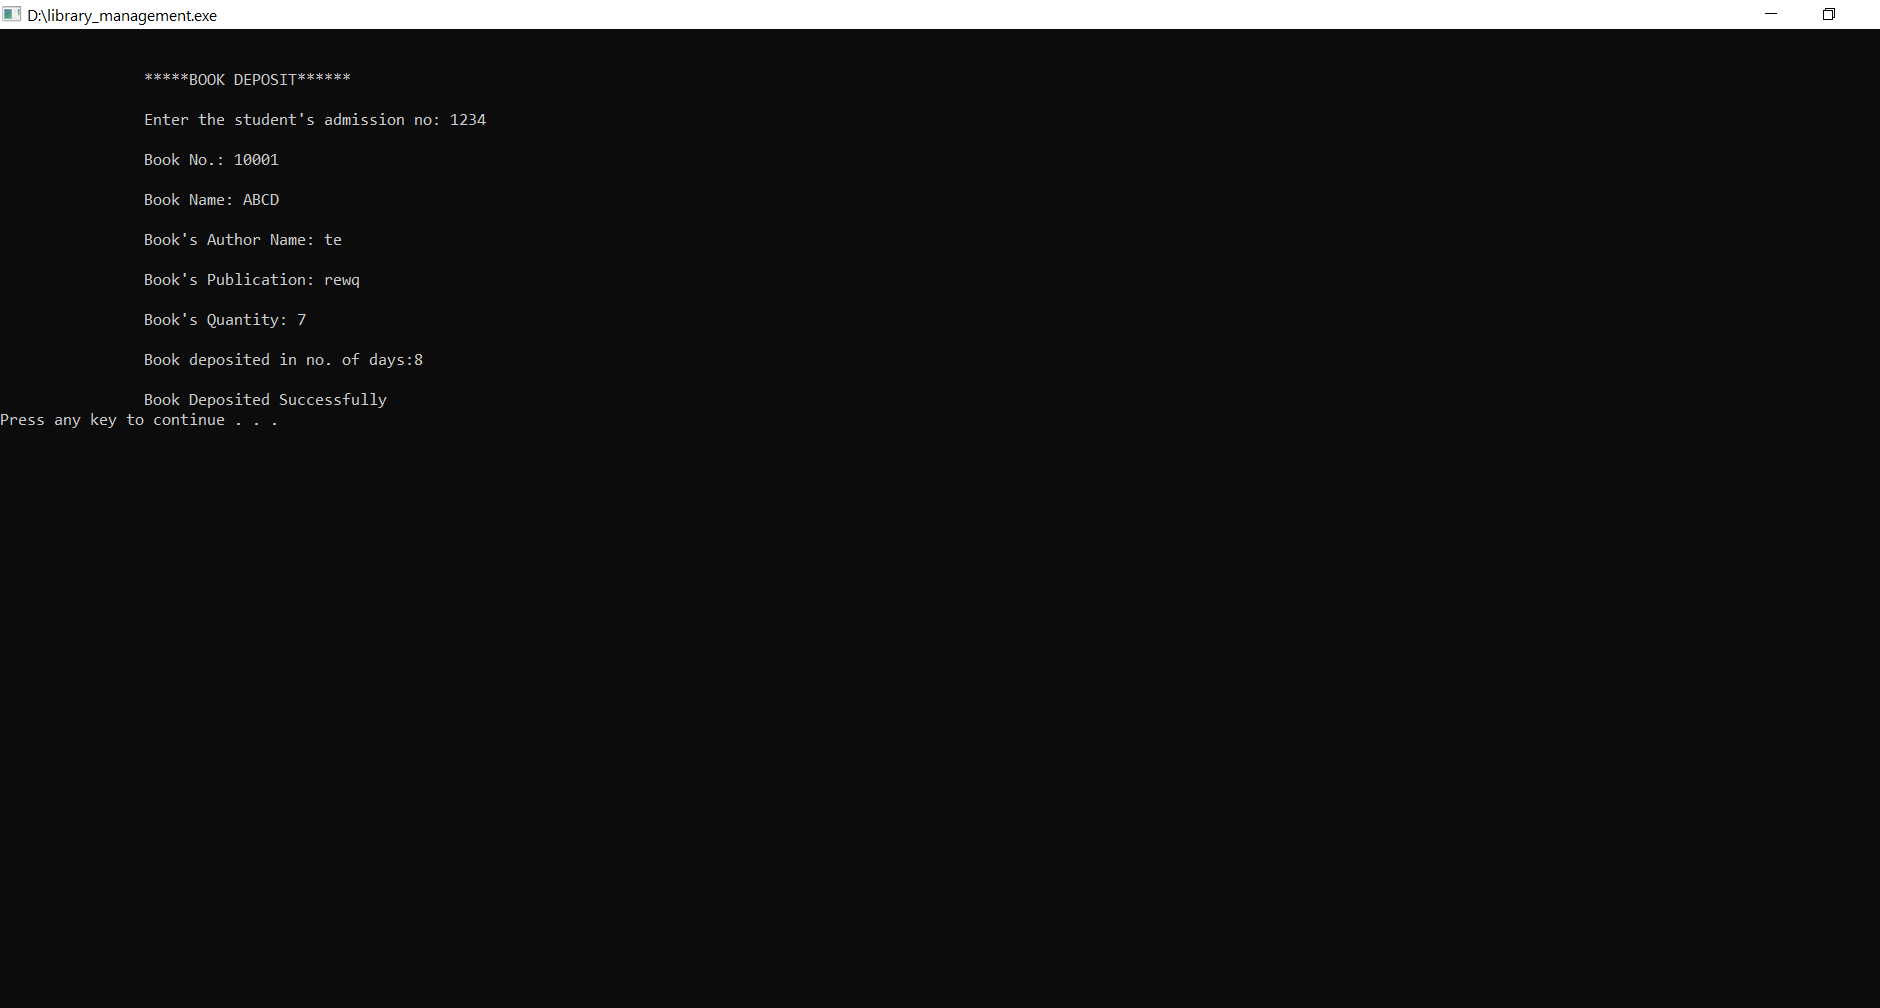 D:\library_management.exe
*****BOOK DEPOSIT******
Enter the student's admission no: 1234
Book No.: 10001
Book Name: ABCD
Book's Author Name: te
Book's Publication: rewq
Book's Quantity: 7
Book deposited in no. of days:8
Book Deposited Successfully
Press any key to continue . . .